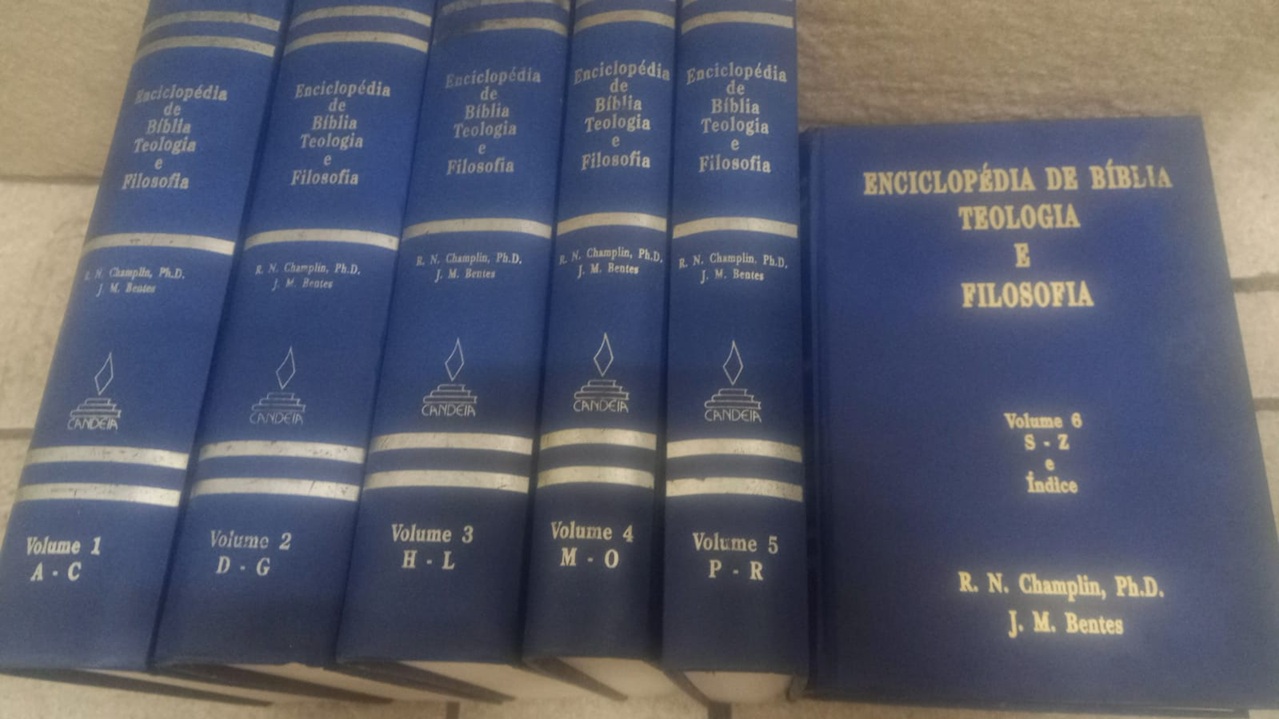 Enciclopédia
de
Bíblia
Teologia
e
Filosofia
R. N. Champlin, Ph.D.
J. M. Bentes
CANDEIA
Volume 1
A - C
Enciclopédia
de
Bíblia
Teologia
e
Filosofia
R. N. Champlin, Ph.D.
J. M. Bentes
CANDEIA
Volume 2
D - G
Enciclopédia
de
Bíblia
Teologia
e
Filosofia
R. N. Champlin, Ph.D.
J. M. Bentes
CANDEIA
Volume 3
H - L
Enciclopédia
de
Bíblia
Teologia
e
Filosofia
R. N. Champlin, Ph.D.
J. M. Bentes
CANDEIA
Volume 4
M - O
Enciclopédia
de
Bíblia
Teologia
e
Filosofia
R. N. Champlin, Ph.D.
J. M. Bentes
CANDEIA
Volume 5
P - R
ENCICLOPÉDIA DE BÍBLIA
TEOLOGIA
E
FILOSOFIA
Volume 6
S - Z
e
Índice
R. N. Champlin, Ph.D.
J. M. Bentes